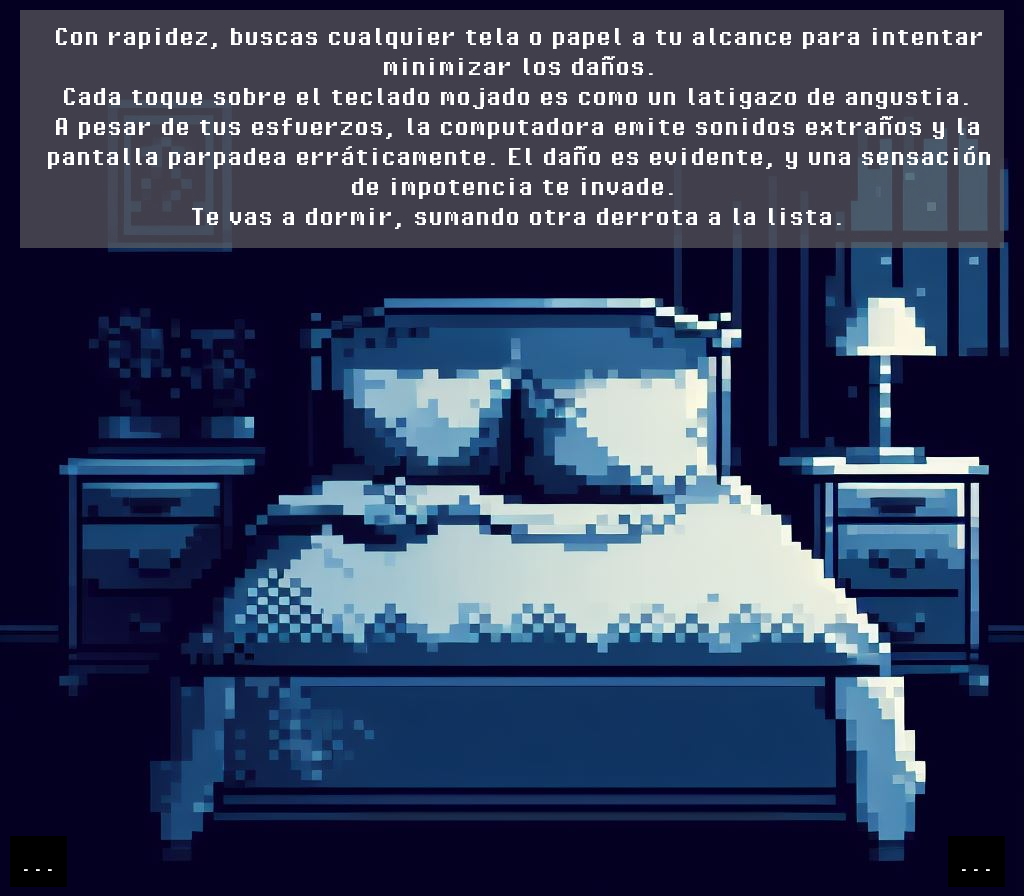 Con rapidez, buscas cualquier tela o papel a tu alcance para intentar
minimizar los daños.
Cada toque sobre el teclado mojado es como un latigazo de angustia.
A pesar de tus esfuerzos, la computadora emite sonidos extraños y la
pantalla parpadea erráticamente. El daño es evidente, y una sensación
de impotencia te invade.
Te vas a dormir, sumando otra derrota a la lista.
...
...